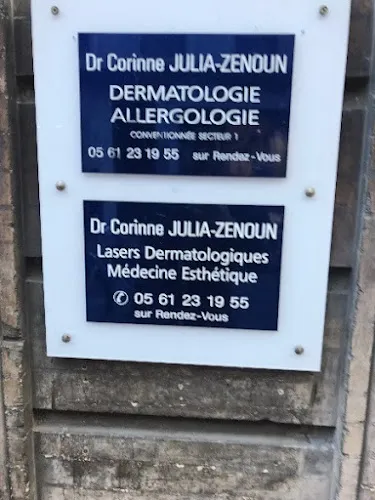 Dr Corinne JULIA-ZENOUN
DERMATOLOGIE
ALLERGOLOGIE
CONVENTIONNÉE SECTEUR 1
05 61 23 19 55 sur Rendez-Vous
Dr Corinne JULIA-ZENOUN
Lasers Dermatologiques
Médecine Esthétique
✆ 05 61 23 19 55
sur Rendez-Vous